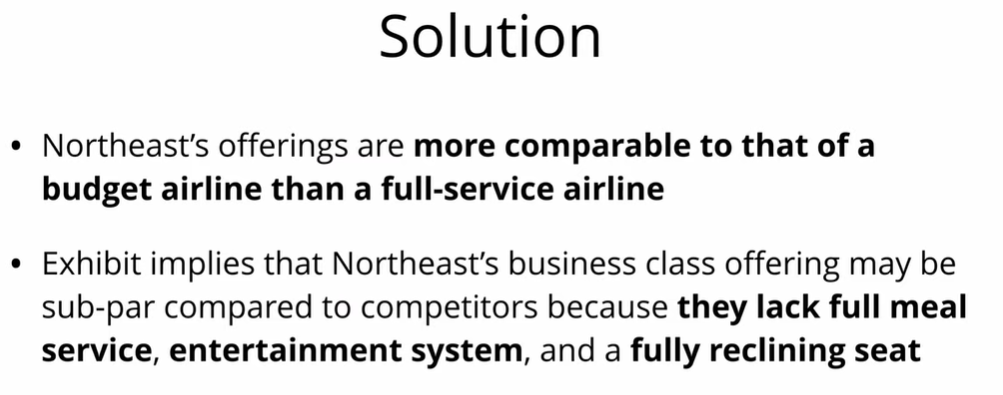 Solution
• Northeast's offerings are more comparable to that of a
budget airline than a full-service airline
• Exhibit implies that Northeast's business class offering may be
sub-par compared to competitors because they lack full meal
service, entertainment system, and a fully reclining seat